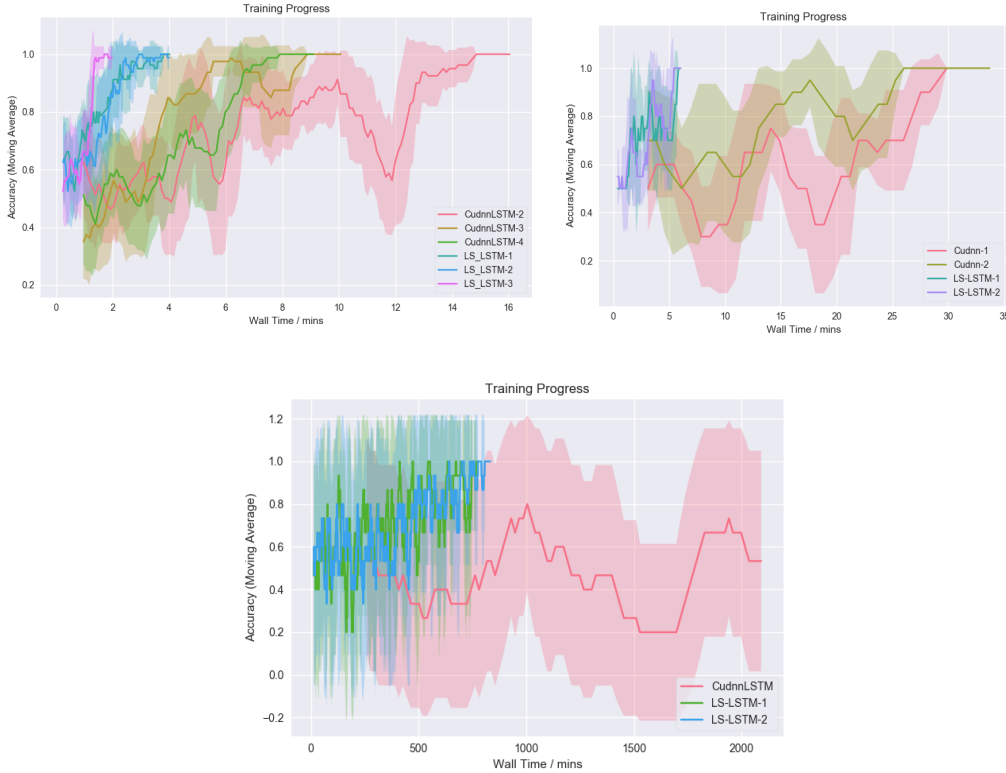 Training Progress
Accuracy (Moving Average)
1.0
0.8
0.6
0.4
0.2
CudnnLSTM-2
CudnnLSTM-3
CudnnLSTM-4
LS_LSTM-1
LS_LSTM-2
LS_LSTM-3
0 2 4 6 8 10 12 14 16
Wall Time / mins
Training Progress
Accuracy (Moving Average)
1.0
0.8
0.6
0.4
0.2
Cudnn-1
Cudnn-2
LS-LSTM-1
LS-LSTM-2
0 5 10 15 20 25 30 35
Wall Time / mins
Training Progress
Accuracy (Moving Average)
1.2
1.0
0.8
0.6
0.4
0.2
0.0
−0.2
CudnnLSTM
LS-LSTM-1
LS-LSTM-2
0 500 1000 1500 2000
Wall Time / mins